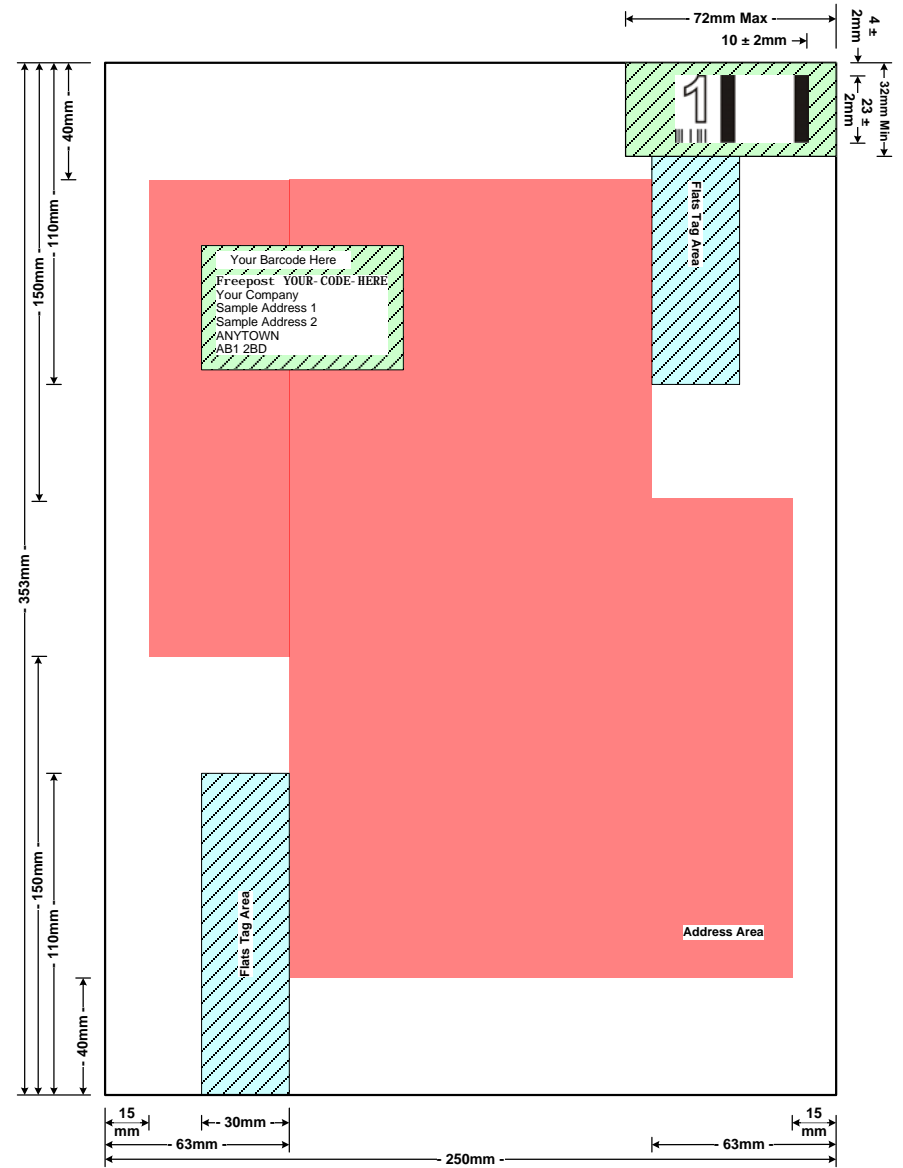 - 72mm Max -
10 ± 2mm
4 ±
2mm
32mm Min
23 ±
2mm
1
- 40mm -
- 110mm -
- 150mm -
- 353mm -
Flats Tag Area
Your Barcode Here
Freepost YOUR-CODE-HERE
Your Company
Sample Address 1
Sample Address 2
ANYTOWN
AB1 2BD
- 150mm -
- 110mm -
- 40mm -
Flats Tag Area
Address Area
15
mm
- 30mm -
- 63mm -
15
mm
- 63mm -
- 250mm -